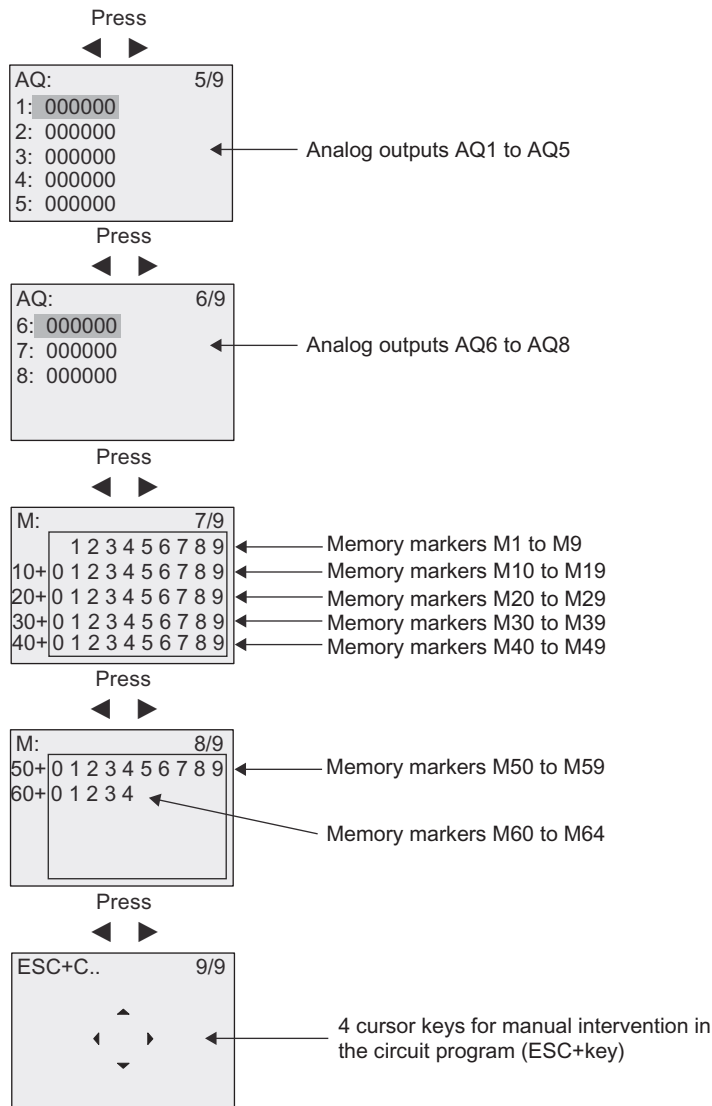 Press
◀ ▶
AQ: 5/9
1: 000000
2: 000000
3: 000000
4: 000000
5: 000000
Analog outputs AQ1 to AQ5
Press
◀ ▶
AQ: 6/9
6: 000000
7: 000000
8: 000000
Analog outputs AQ6 to AQ8
Press
◀ ▶
M: 7/9
1 2 3 4 5 6 7 8 9 Memory markers M1 to M9
10+ 0 1 2 3 4 5 6 7 8 9 Memory markers M10 to M19
20+ 0 1 2 3 4 5 6 7 8 9 Memory markers M20 to M29
30+ 0 1 2 3 4 5 6 7 8 9 Memory markers M30 to M39
40+ 0 1 2 3 4 5 6 7 8 9 Memory markers M40 to M49
Press
◀ ▶
M: 8/9
50+ 0 1 2 3 4 5 6 7 8 9 Memory markers M50 to M59
60+ 0 1 2 3 4
Memory markers M60 to M64
Press
◀ ▶
ESC+C.. 9/9
4 cursor keys for manual intervention in
the circuit program (ESC+key)